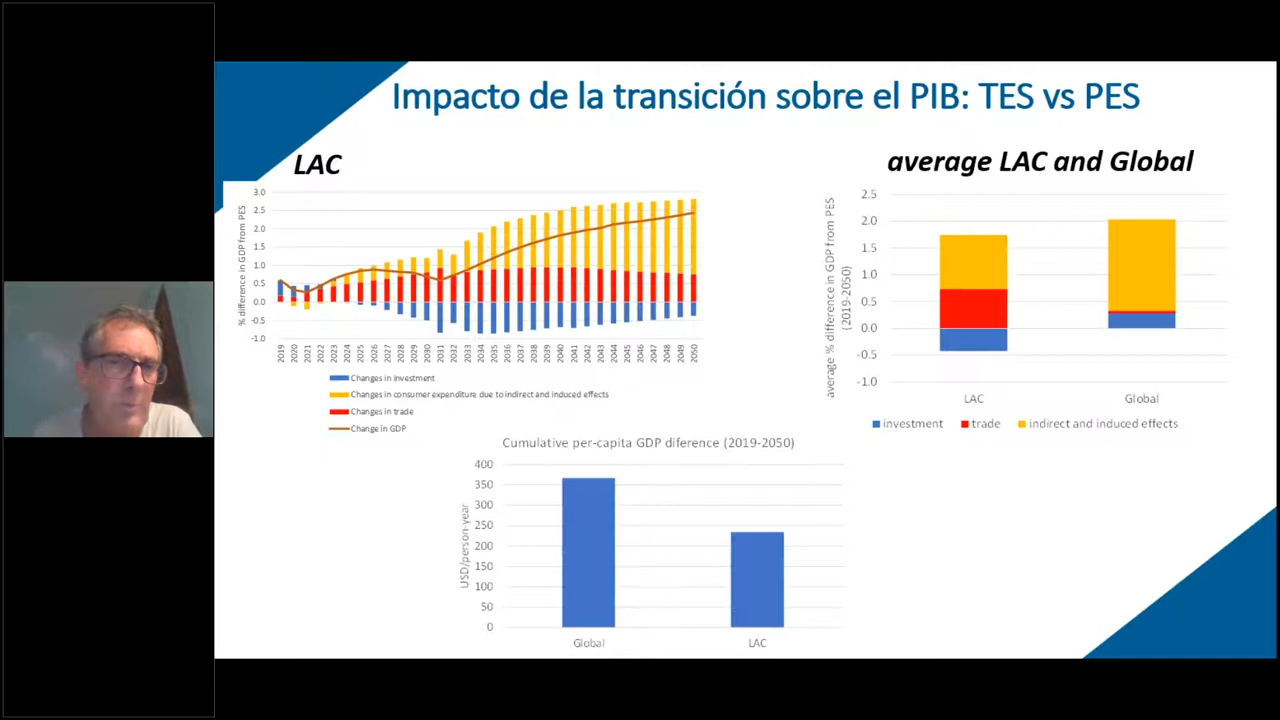 Impacto de la transición sobre el PIB: TES vs PES
LAC
% difference in GDP from PES
3.0
2.5
2.0
1.5
1.0
0.5
0.0
-0.5
-1.0
2019 2020 2021 2022 2023 2024 2025 2026 2027 2028 2029 2030 2031 2032 2033 2034 2035 2036 2037 2038 2039 2040 2041 2042 2043 2044 2045 2046 2047 2048 2049 2050
Changes in investment
Changes in consumer expenditure due to indirect and induced effects
Changes in trade
Change in GDP
average LAC and Global
average % difference in GDP from PES
(2019-2050)
2.5
2.0
1.5
1.0
0.5
0.0
-0.5
-1.0
LAC Global
investment trade indirect and induced effects
Cumulative per-capita GDP diference (2019-2050)
USD/person-year
400
350
300
250
200
150
100
50
0
Global LAC